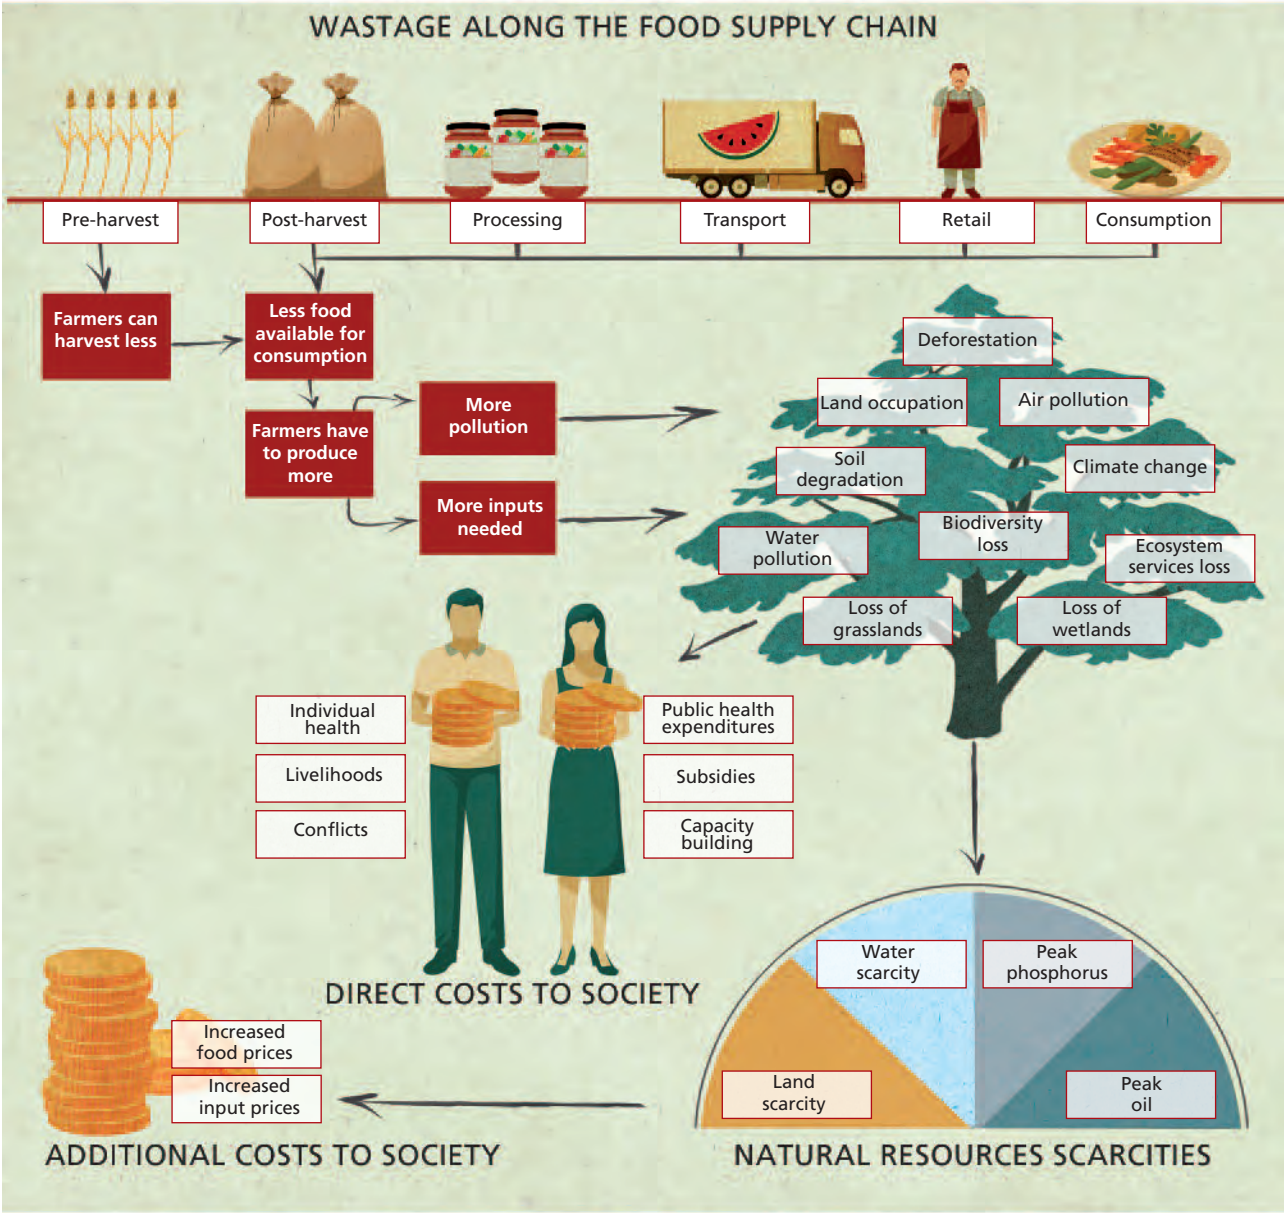 WASTAGE ALONG THE FOOD SUPPLY CHAIN
Pre-harvest
Post-harvest
Processing
Transport
Retail
Consumption
Farmers can
harvest less
Less food
available for
consumption
Farmers have
to produce
more
More
pollution
More inputs
needed
Deforestation
Land occupation
Air pollution
Soil
degradation
Climate change
Water
pollution
Biodiversity
loss
Ecosystem
services loss
Loss of
grasslands
Loss of
wetlands
Individual
health
Livelihoods
Conflicts
Public health
expenditures
Subsidies
Capacity
building
DIRECT COSTS TO SOCIETY
Water
scarcity
Peak
phosphorus
Land
scarcity
Peak
oil
NATURAL RESOURCES SCARCITIES
Increased
food prices
Increased
input prices
ADDITIONAL COSTS TO SOCIETY